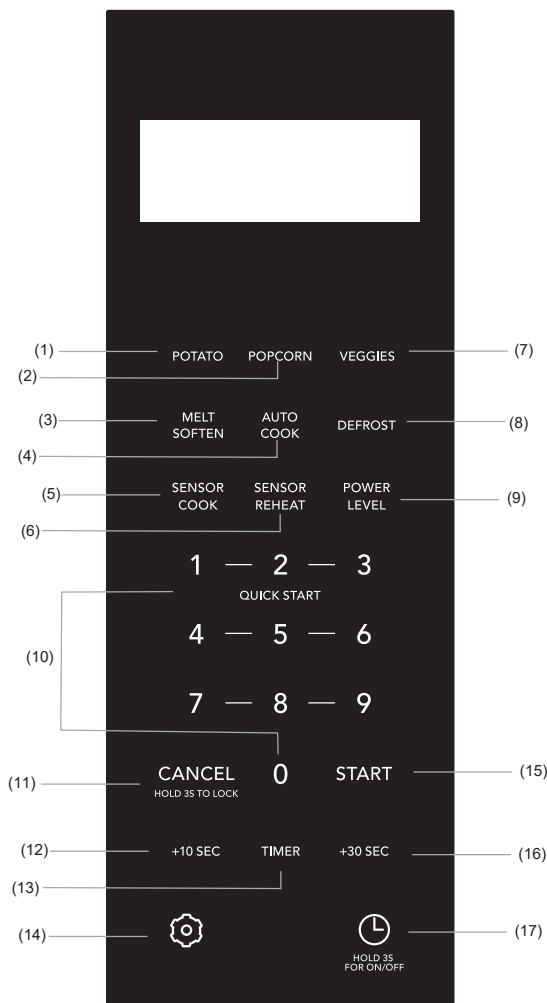 (1) POTATO POPCORN VEGGIES (7)
(2)
(3) MELT SOFTEN AUTO COOK DEFROST (8)
(4)
(5) SENSOR COOK SENSOR REHEAT POWER LEVEL (9)
(6)
1 — 2 — 3
QUICK START
4 — 5 — 6
(10)
7 — 8 — 9
(11) CANCEL 0 START (15)
HOLD 3S TO LOCK
(12) +10 SEC TIMER +30 SEC (16)
(13)
(14) (17)
HOLD 3S
FOR ON/OFF